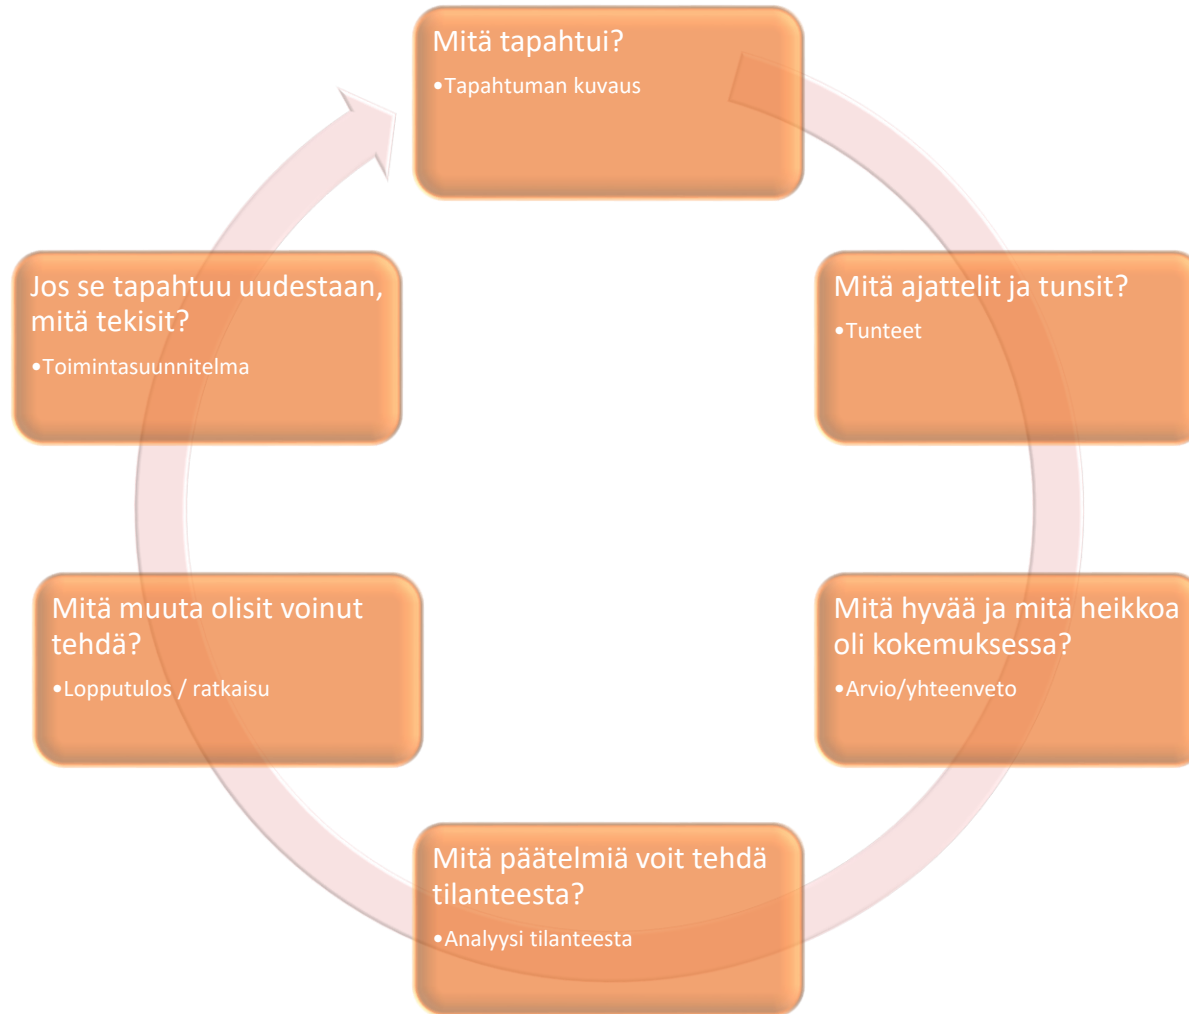 Mitä tapahtui?
•Tapahtuman kuvaus
Mitä ajattelit ja tunsit?
•Tunteet
Mitä hyvää ja mitä heikkoa
oli kokemuksessa?
•Arvio/yhteenveto
Mitä päätelmiä voit tehdä
tilanteesta?
•Analyysi tilanteesta
Mitä muuta olisit voinut
tehdä?
•Lopputulos / ratkaisu
Jos se tapahtuu uudestaan,
mitä tekisit?
•Toimintasuunnitelma